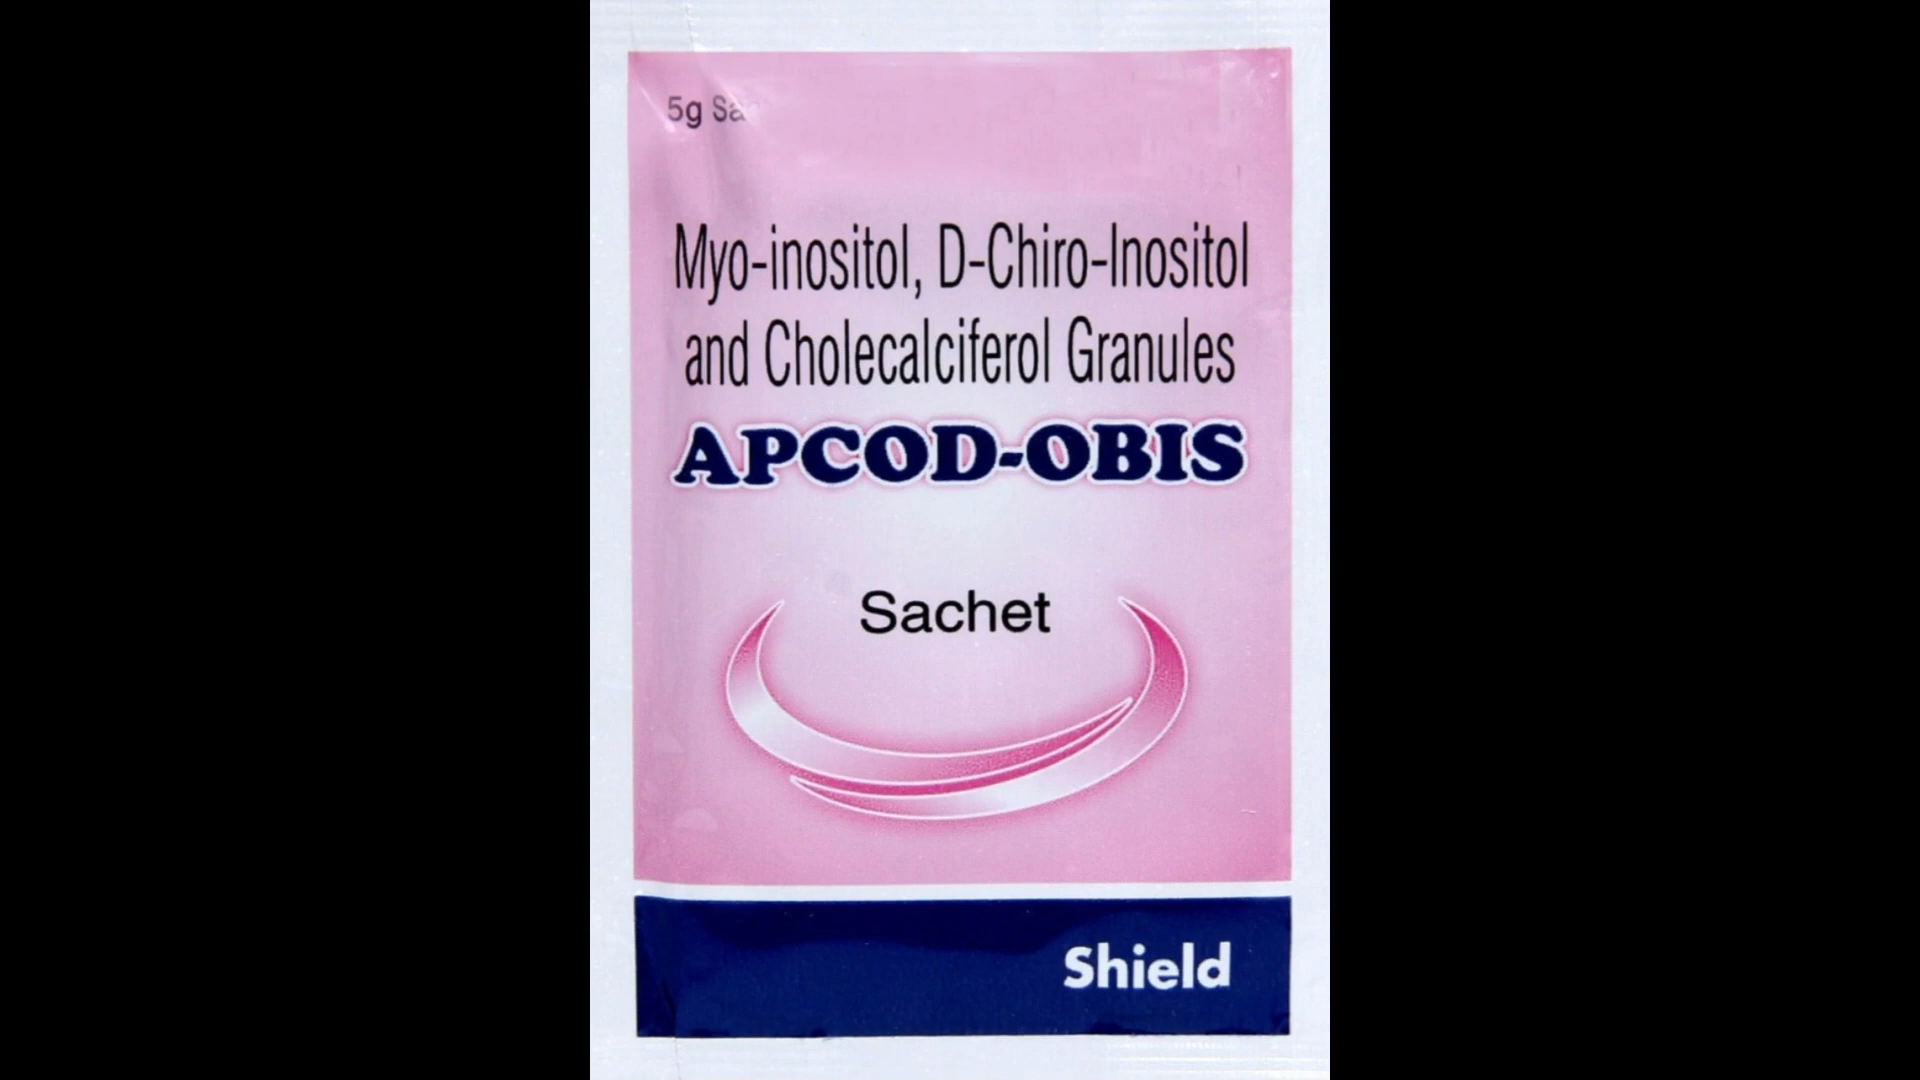 5g
Myo-inositol, D-Chiro-Inositol
and Cholecalciferol Granules
APCOD-OBIS
Sachet
Shield